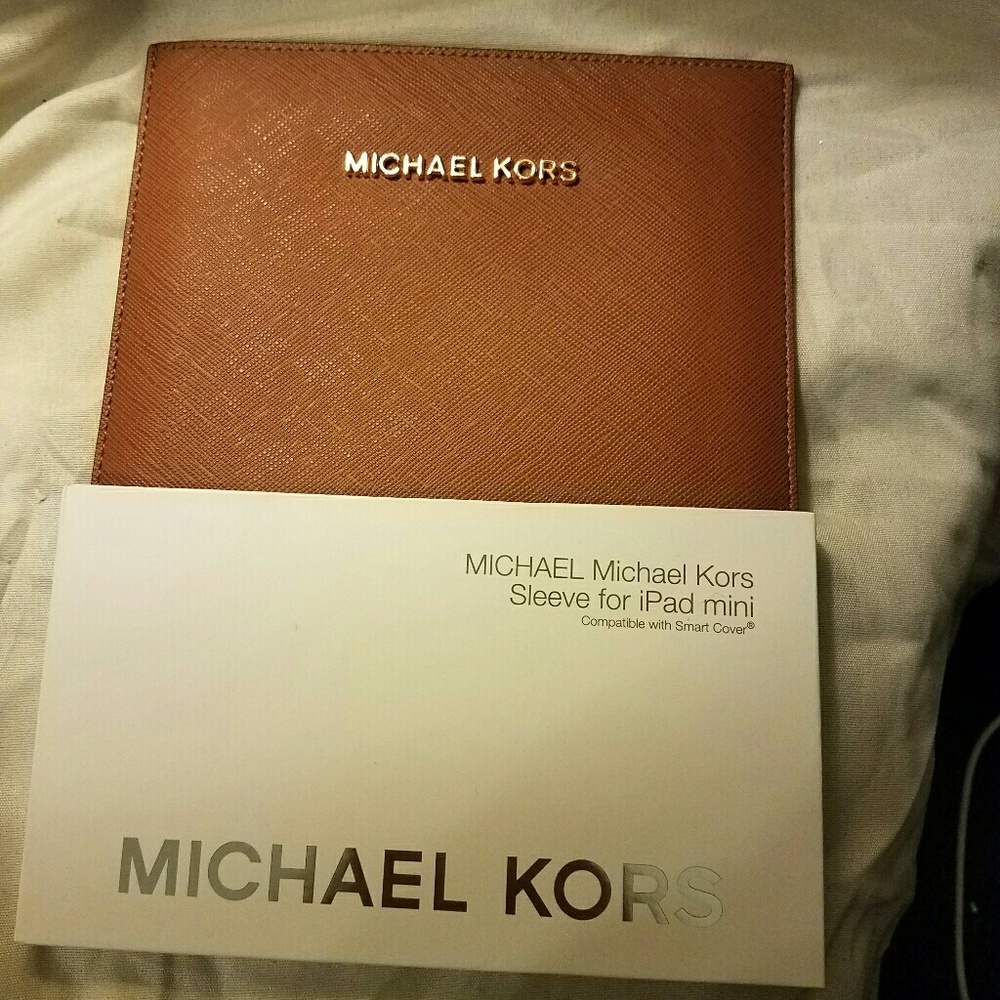 MICHAEL KORS
MICHAEL Michael Kors
Sleeve for iPad mini
Compatible with Smart Cover®
MICHAEL KORS